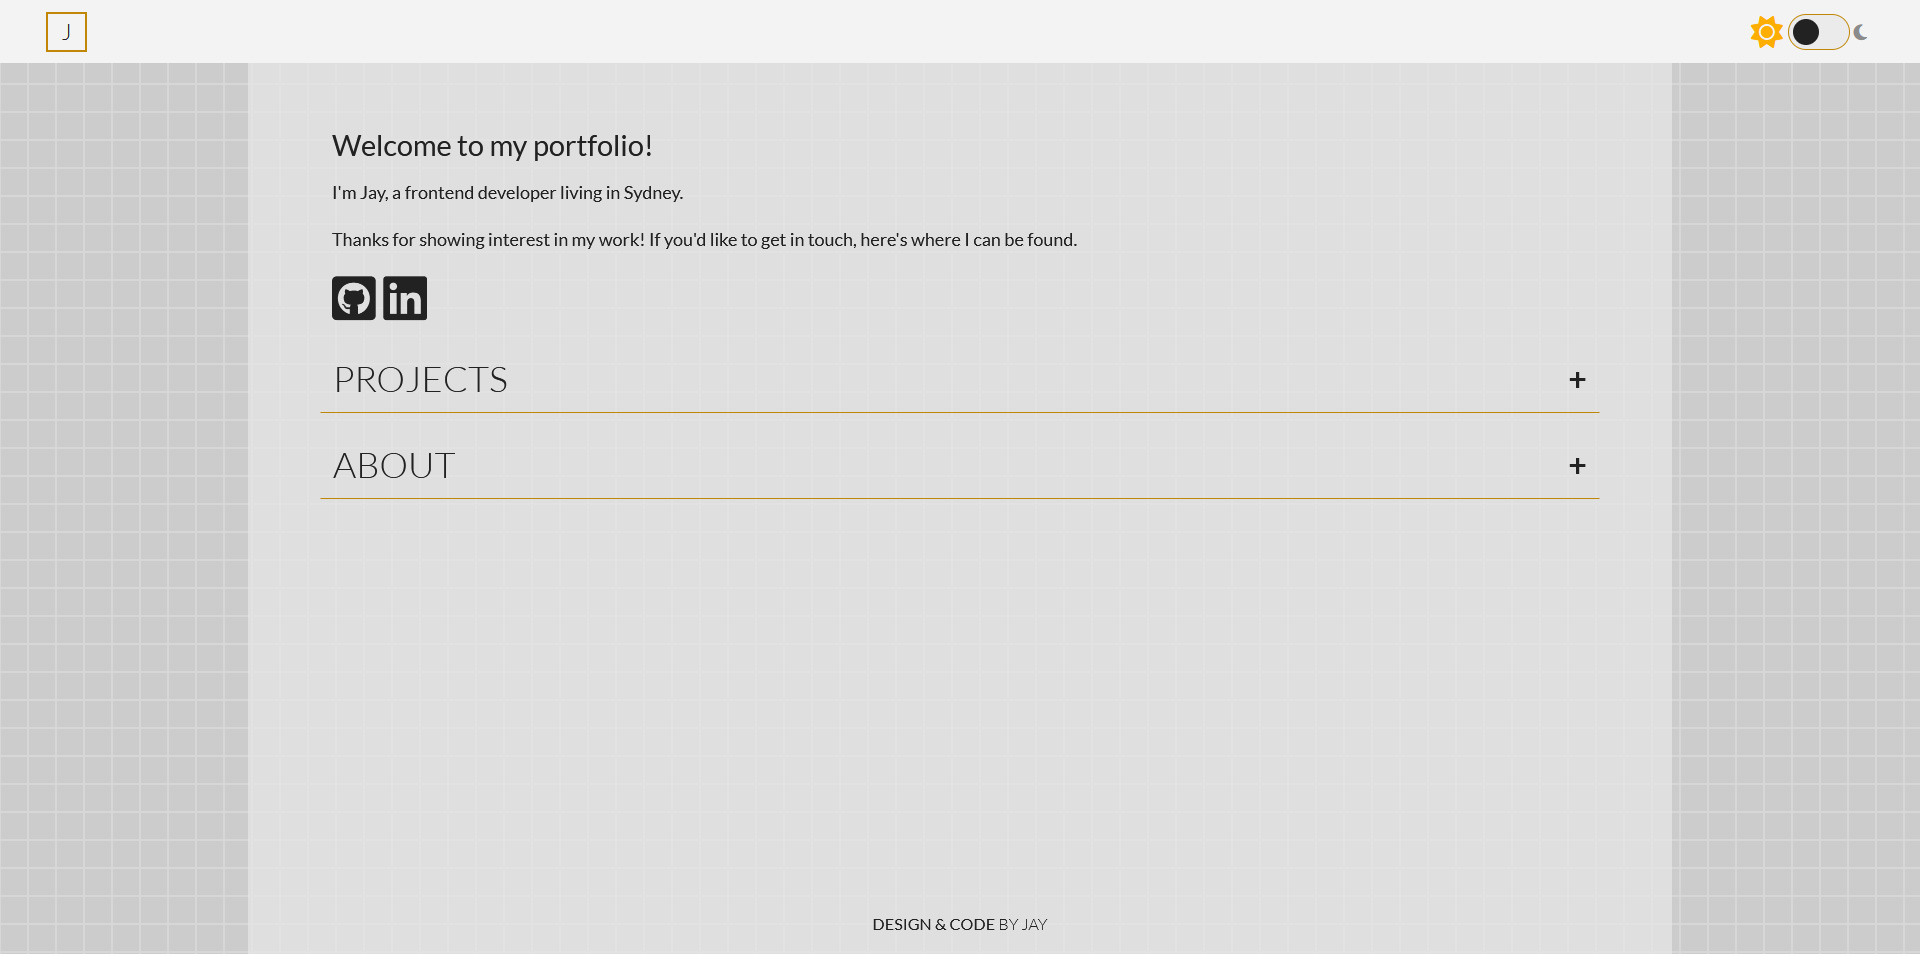 J
Welcome to my portfolio!
I'm Jay, a frontend developer living in Sydney.
Thanks for showing interest in my work! If you'd like to get in touch, here's where I can be found.
in
PROJECTS
+
ABOUT
+
DESIGN & CODE BY JAY